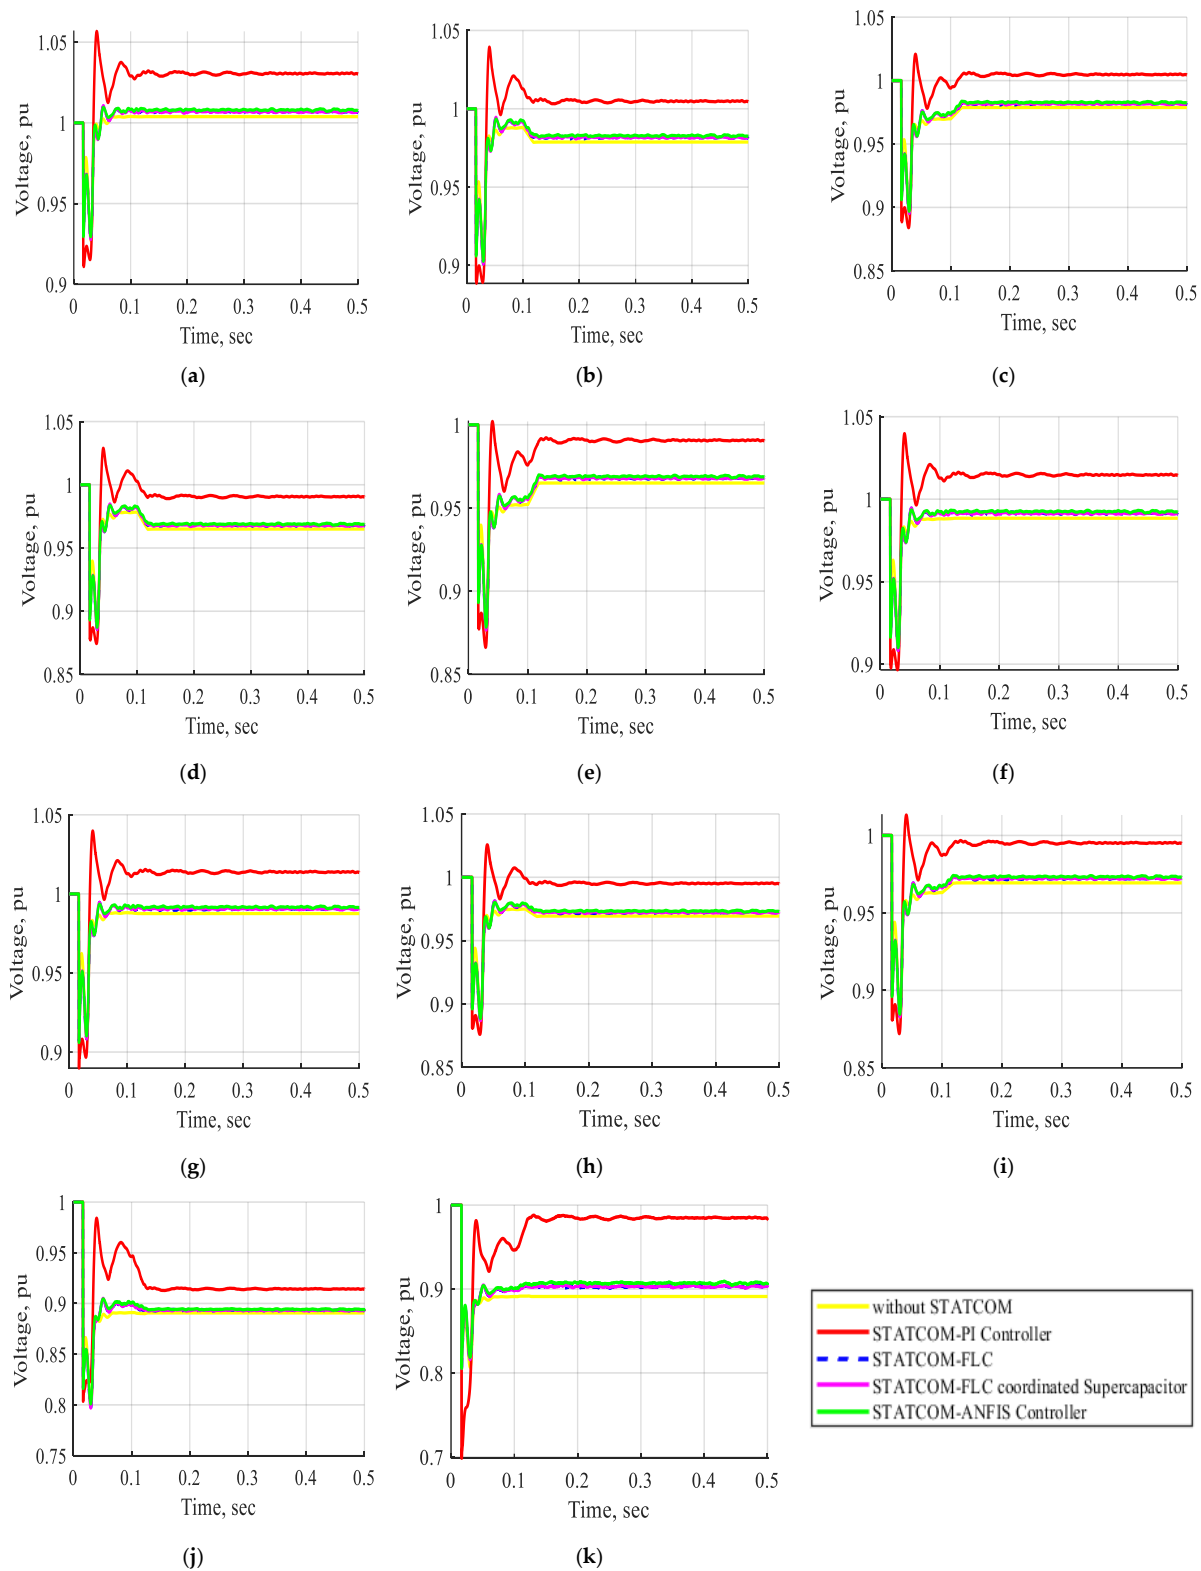 1.05
1
0.95
0.9
Voltage, pu
0 0.1 0.2 0.3 0.4 0.5
Time, sec
(a)
1.05
1
0.95
0.9
Voltage, pu
0 0.1 0.2 0.3 0.4 0.5
Time, sec
(b)
1.05
1
0.95
0.9
0.85
Voltage, pu
0 0.1 0.2 0.3 0.4 0.5
Time, sec
(c)
1.05
1
0.95
0.9
0.85
Voltage, pu
0 0.1 0.2 0.3 0.4 0.5
Time, sec
(d)
1
0.95
0.9
0.85
Voltage, pu
0 0.1 0.2 0.3 0.4 0.5
Time, sec
(e)
1.05
1
0.95
0.9
Voltage, pu
0 0.1 0.2 0.3 0.4 0.5
Time, sec
(f)
1.05
1
0.95
0.9
Voltage, pu
0 0.1 0.2 0.3 0.4 0.5
Time, sec
(g)
1.05
1
0.95
0.9
0.85
Voltage, pu
0 0.1 0.2 0.3 0.4 0.5
Time, sec
(h)
1
0.95
0.9
0.85
Voltage, pu
0 0.1 0.2 0.3 0.4 0.5
Time, sec
(i)
1
0.95
0.9
0.85
0.8
0.75
Voltage, pu
0 0.1 0.2 0.3 0.4 0.5
Time, sec
(j)
1
0.9
0.8
0.7
Voltage, pu
0 0.1 0.2 0.3 0.4 0.5
Time, sec
(k)
without STATCOM
STATCOM-PI Controller
STATCOM-FLC
STATCOM-FLC coordinated Supercapacitor
STATCOM-ANFIS Controller